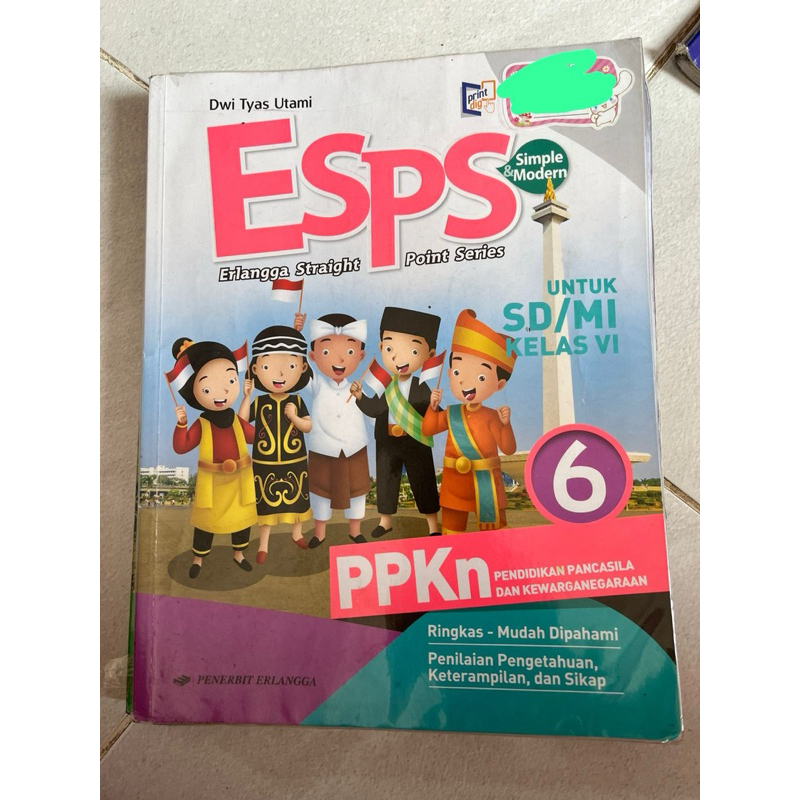 Dwi Tyas Utami
print
dig
ESPS
Simple
&Modern
Erlangga Straight Point Series
UNTUK
SD/MI
KELAS VI
6
PPKn
PENDIDIKAN PANCASILA
DAN KEWARGANEGARAAN
Ringkas - Mudah Dipahami
Penilaian Pengetahuan,
Keterampilan, dan Sikap
PENERBIT ERLANGGA